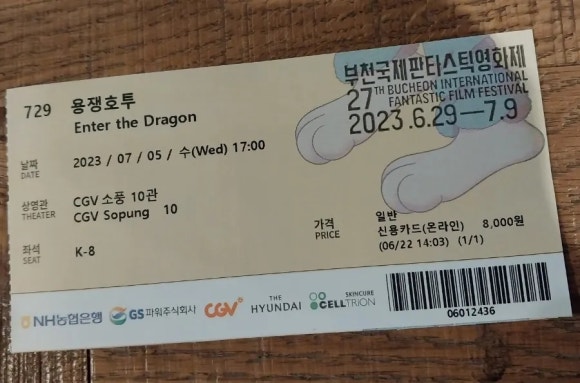 부천국제판타스틱영화제
27TH BUCHEON INTERNATIONAL
FANTASTIC FILM FESTIVAL
2023.6.29—7.9
729 용쟁호투
Enter the Dragon
날짜
DATE
2023 / 07 / 05 / 수(Wed) 17:00
상영관
THEATER
CGV 소풍 10관
CGV Sopung 10
좌석
SEAT
K-8
가격
PRICE
일반
신용카드(온라인) 8,000원
(06/22 14:03) (1/1)
NH농협은행
GS파워주식회사
CGV
THE
HYUNDAI
SKINCURE
CELLTRION
06012436